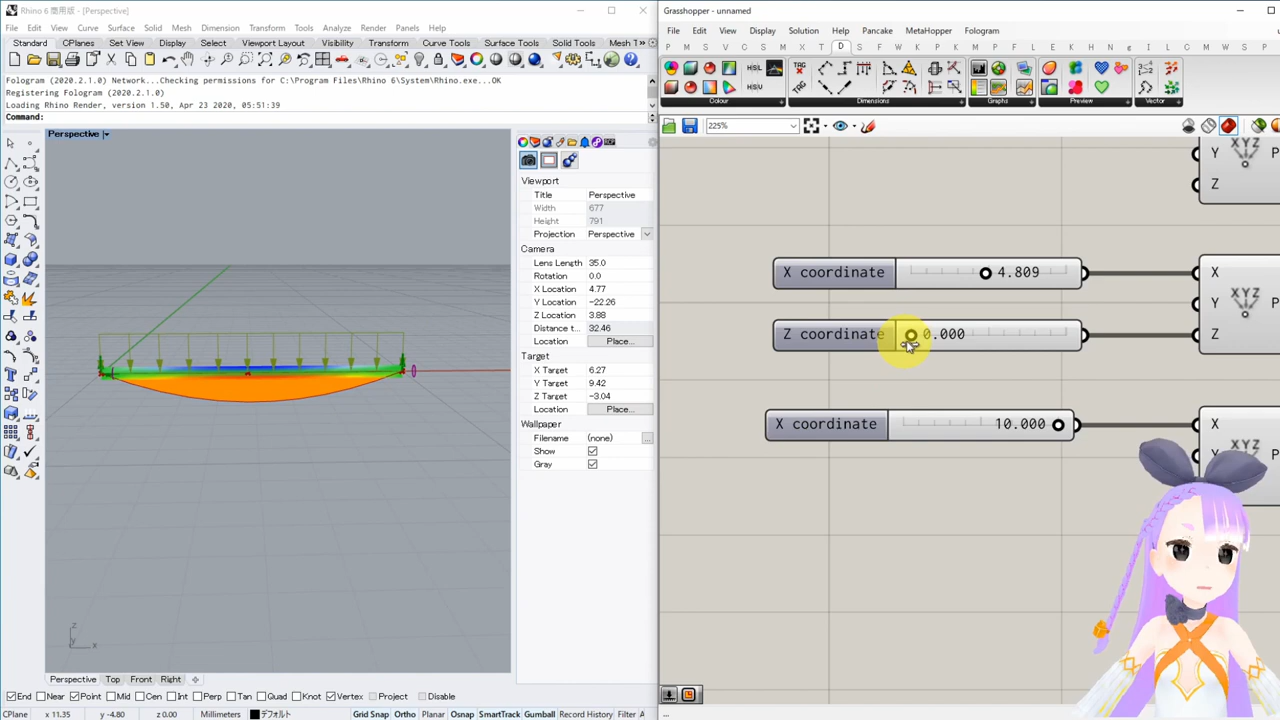 Rhino 6 商用版 - [Perspective]
File Edit View Curve Surface Solid Mesh Dimension Transform Tools Analyze Render Panels Help
Standard CPlanes Set View Display Select Viewport Layout Visibility Transform Curve Tools Surface Tools Solid Tools Mesh T
Fologram (2020.2.1.0) Network...Checking permissions for C:\Program Files\Rhino 6\System\Rhino.exe...OK
Registering Fologram (2020.2.1.0)
Loading Rhino Render, version 1.50, Apr 23 2020, 05:51:39
Command:
Perspective
z
y
x
Viewport
Title Perspective
Width 677
Height 791
Projection Perspective
Camera
Lens Length 35.0
Rotation 0.0
X Location 4.77
Y Location -22.26
Z Location 3.88
Distance t... 32.46
Location Place...
Target
X Target 6.27
Y Target 9.42
Z Target -3.04
Location Place...
Wallpaper
Filename (none) ...
Show
Gray
Perspective Top Front Right
End Near Point Mid Cen Int Perp Tan Quad Knot Vertex Project Disable
CPlane x 11.35 y -4.80 z 0.00 Millimeters デフォルト Grid Snap Ortho Planar Osnap SmartTrack Gumball Record History Filter
Grasshopper - unnamed
File Edit View Display Solution Help Pancake MetaHopper Fologram
HSL
HSV
Colour Dimensions Graphs Preview Vector
225%
Y
Z
XYZ
P
X coordinate 4.809
Z coordinate 0.000
X
Y
Z
XYZ
P
X coordinate 10.000
X
Y
XYZ
P
...